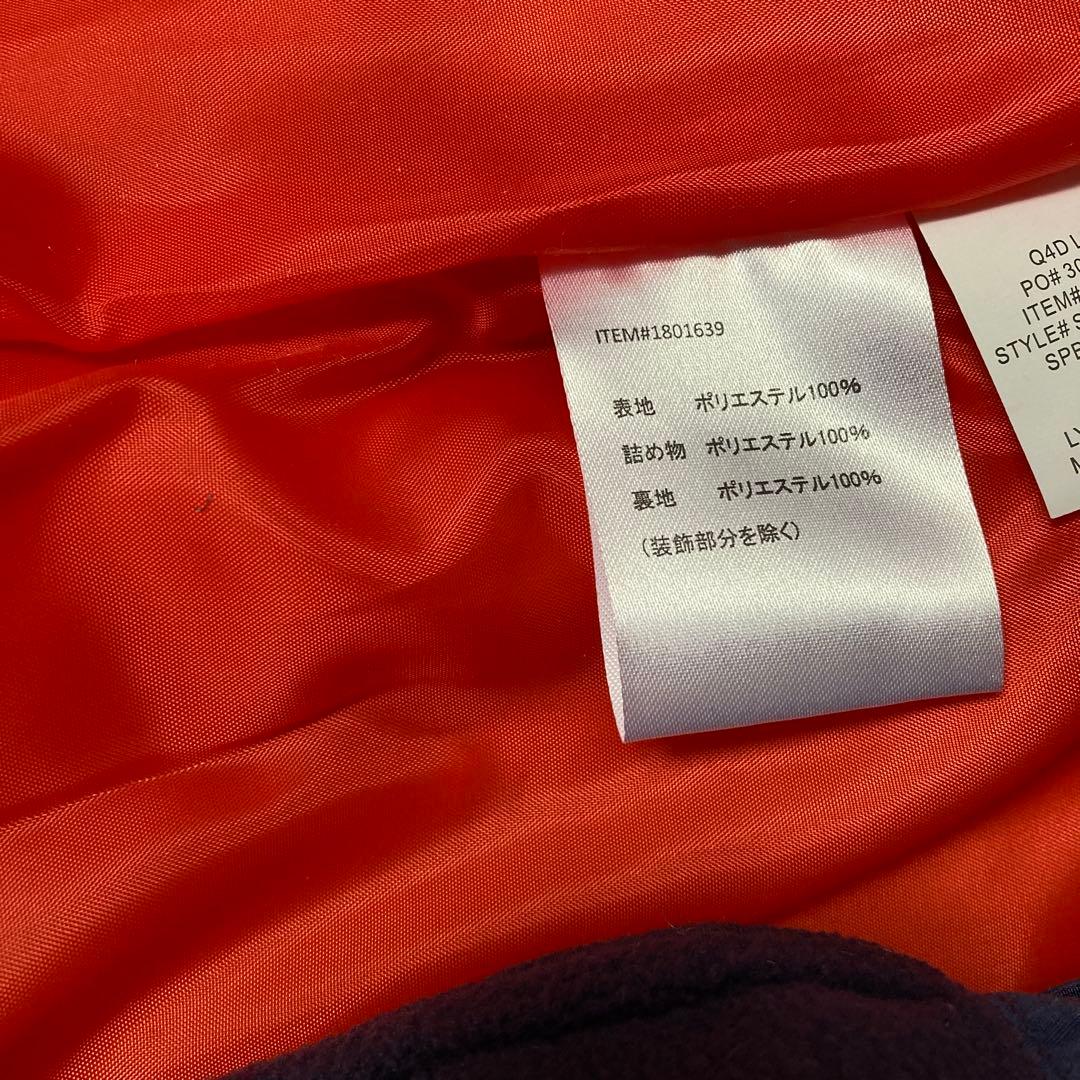 ITEM#1801639
表地 ポリエステル100%
詰め物 ポリエステル100%
裏地 ポリエステル100%
(装飾部分を除く)
Q4D
PO# 30
ITEM#
STYLE#